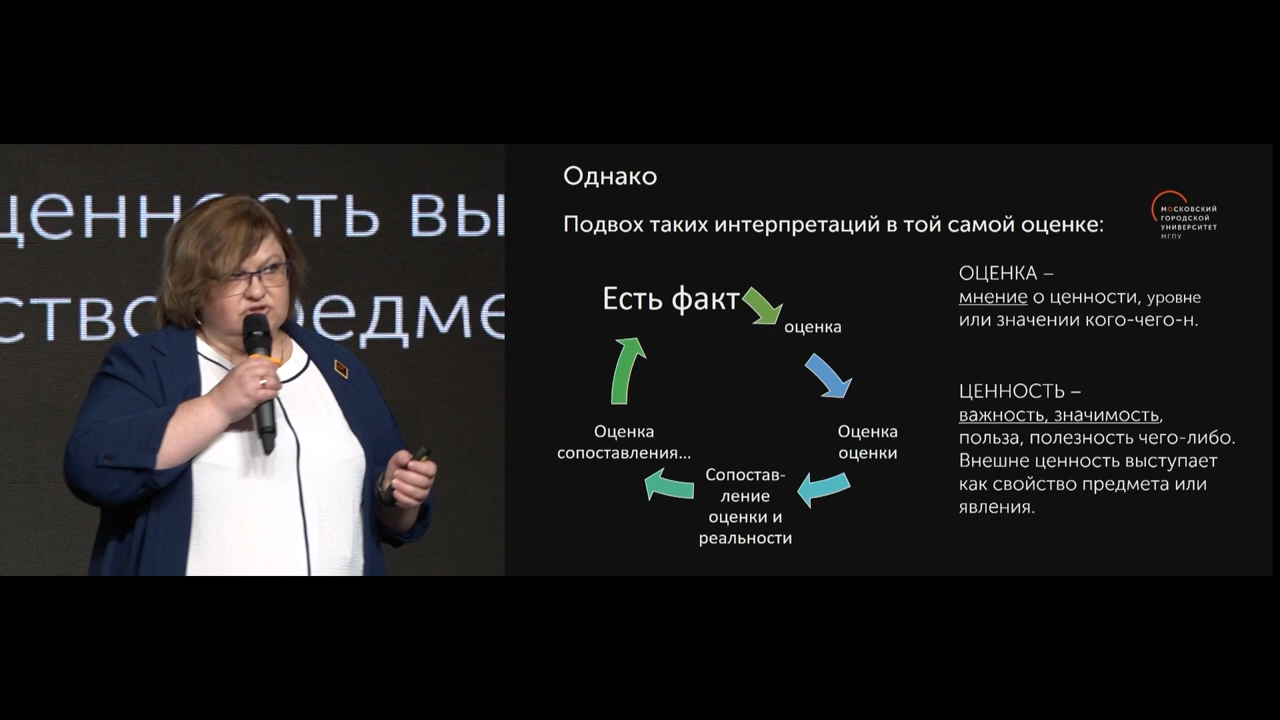 ценность вы
ство предме
Однако
Подвох таких интерпретаций в той самой оценке:
МОСКОВСКИЙ
ГОРОДСКОЙ
УНИВЕРСИТЕТ
МГПУ
Есть факт
оценка
Оценка
оценки
Сопостав-
ление
оценки и
реальности
Оценка
сопоставления...
ОЦЕНКА –
мнение о ценности, уровне
или значении кого-чего-н.
ЦЕННОСТЬ –
важность, значимость,
польза, полезность чего-либо.
Внешне ценность выступает
как свойство предмета или
явления.